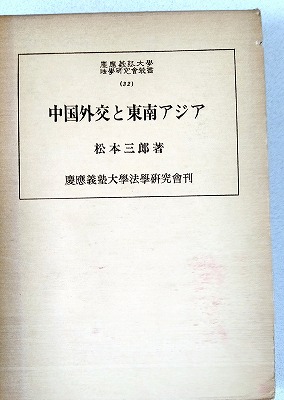 慶應義塾大學
法學研究會叢書
(32)
中国外交と東南アジア
松本三郎著
慶應義塾大學法學研究會刊